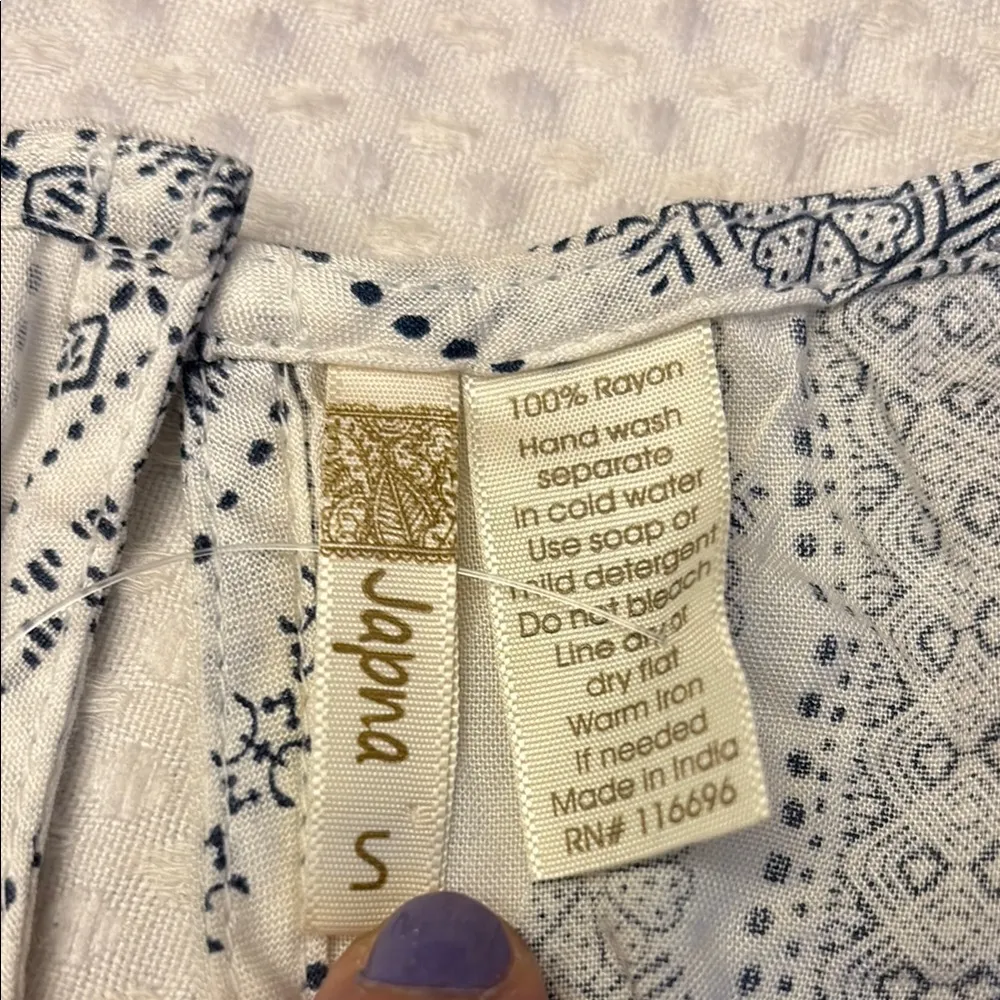 Japna
S
100% Rayon
Hand wash
separate
in cold water
Use soap or
mild detergent
Do not bleach
Line dry or
dry flat
Warm Iron
If needed
Made in India
RN# 116696